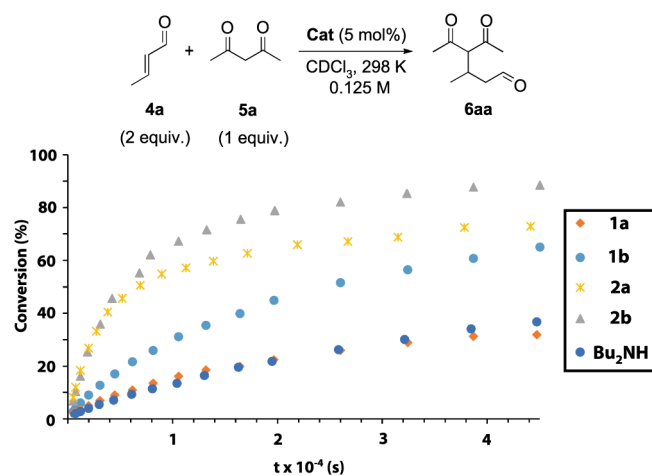 O
O O
O O
O
+
Cat (5 mol%)
CDCl₃, 298 K
0.125 M
4a
5a
6aa
(2 equiv.)
(1 equiv.)
100
80
60
40
20
0
Conversion (%)
1 2 3 4
t x 10⁻⁴ (s)
1a
1b
2a
2b
Bu₂NH